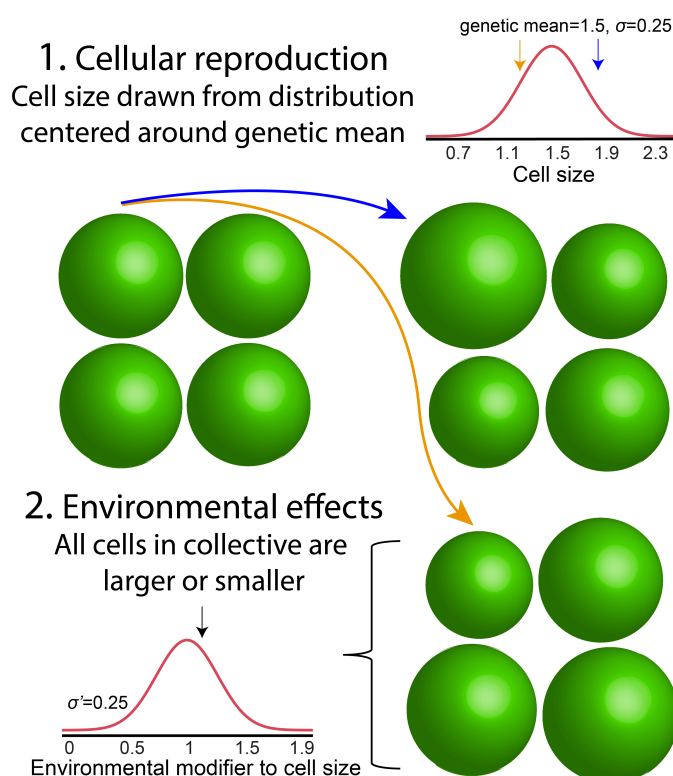 genetic mean=1.5, σ=0.25
1. Cellular reproduction
Cell size drawn from distribution
centered around genetic mean
0.7 1.1 1.5 1.9 2.3
Cell size
2. Environmental effects
All cells in collective are
larger or smaller
σ'=0.25
0 0.5 1 1.5 1.9
Environmental modifier to cell size